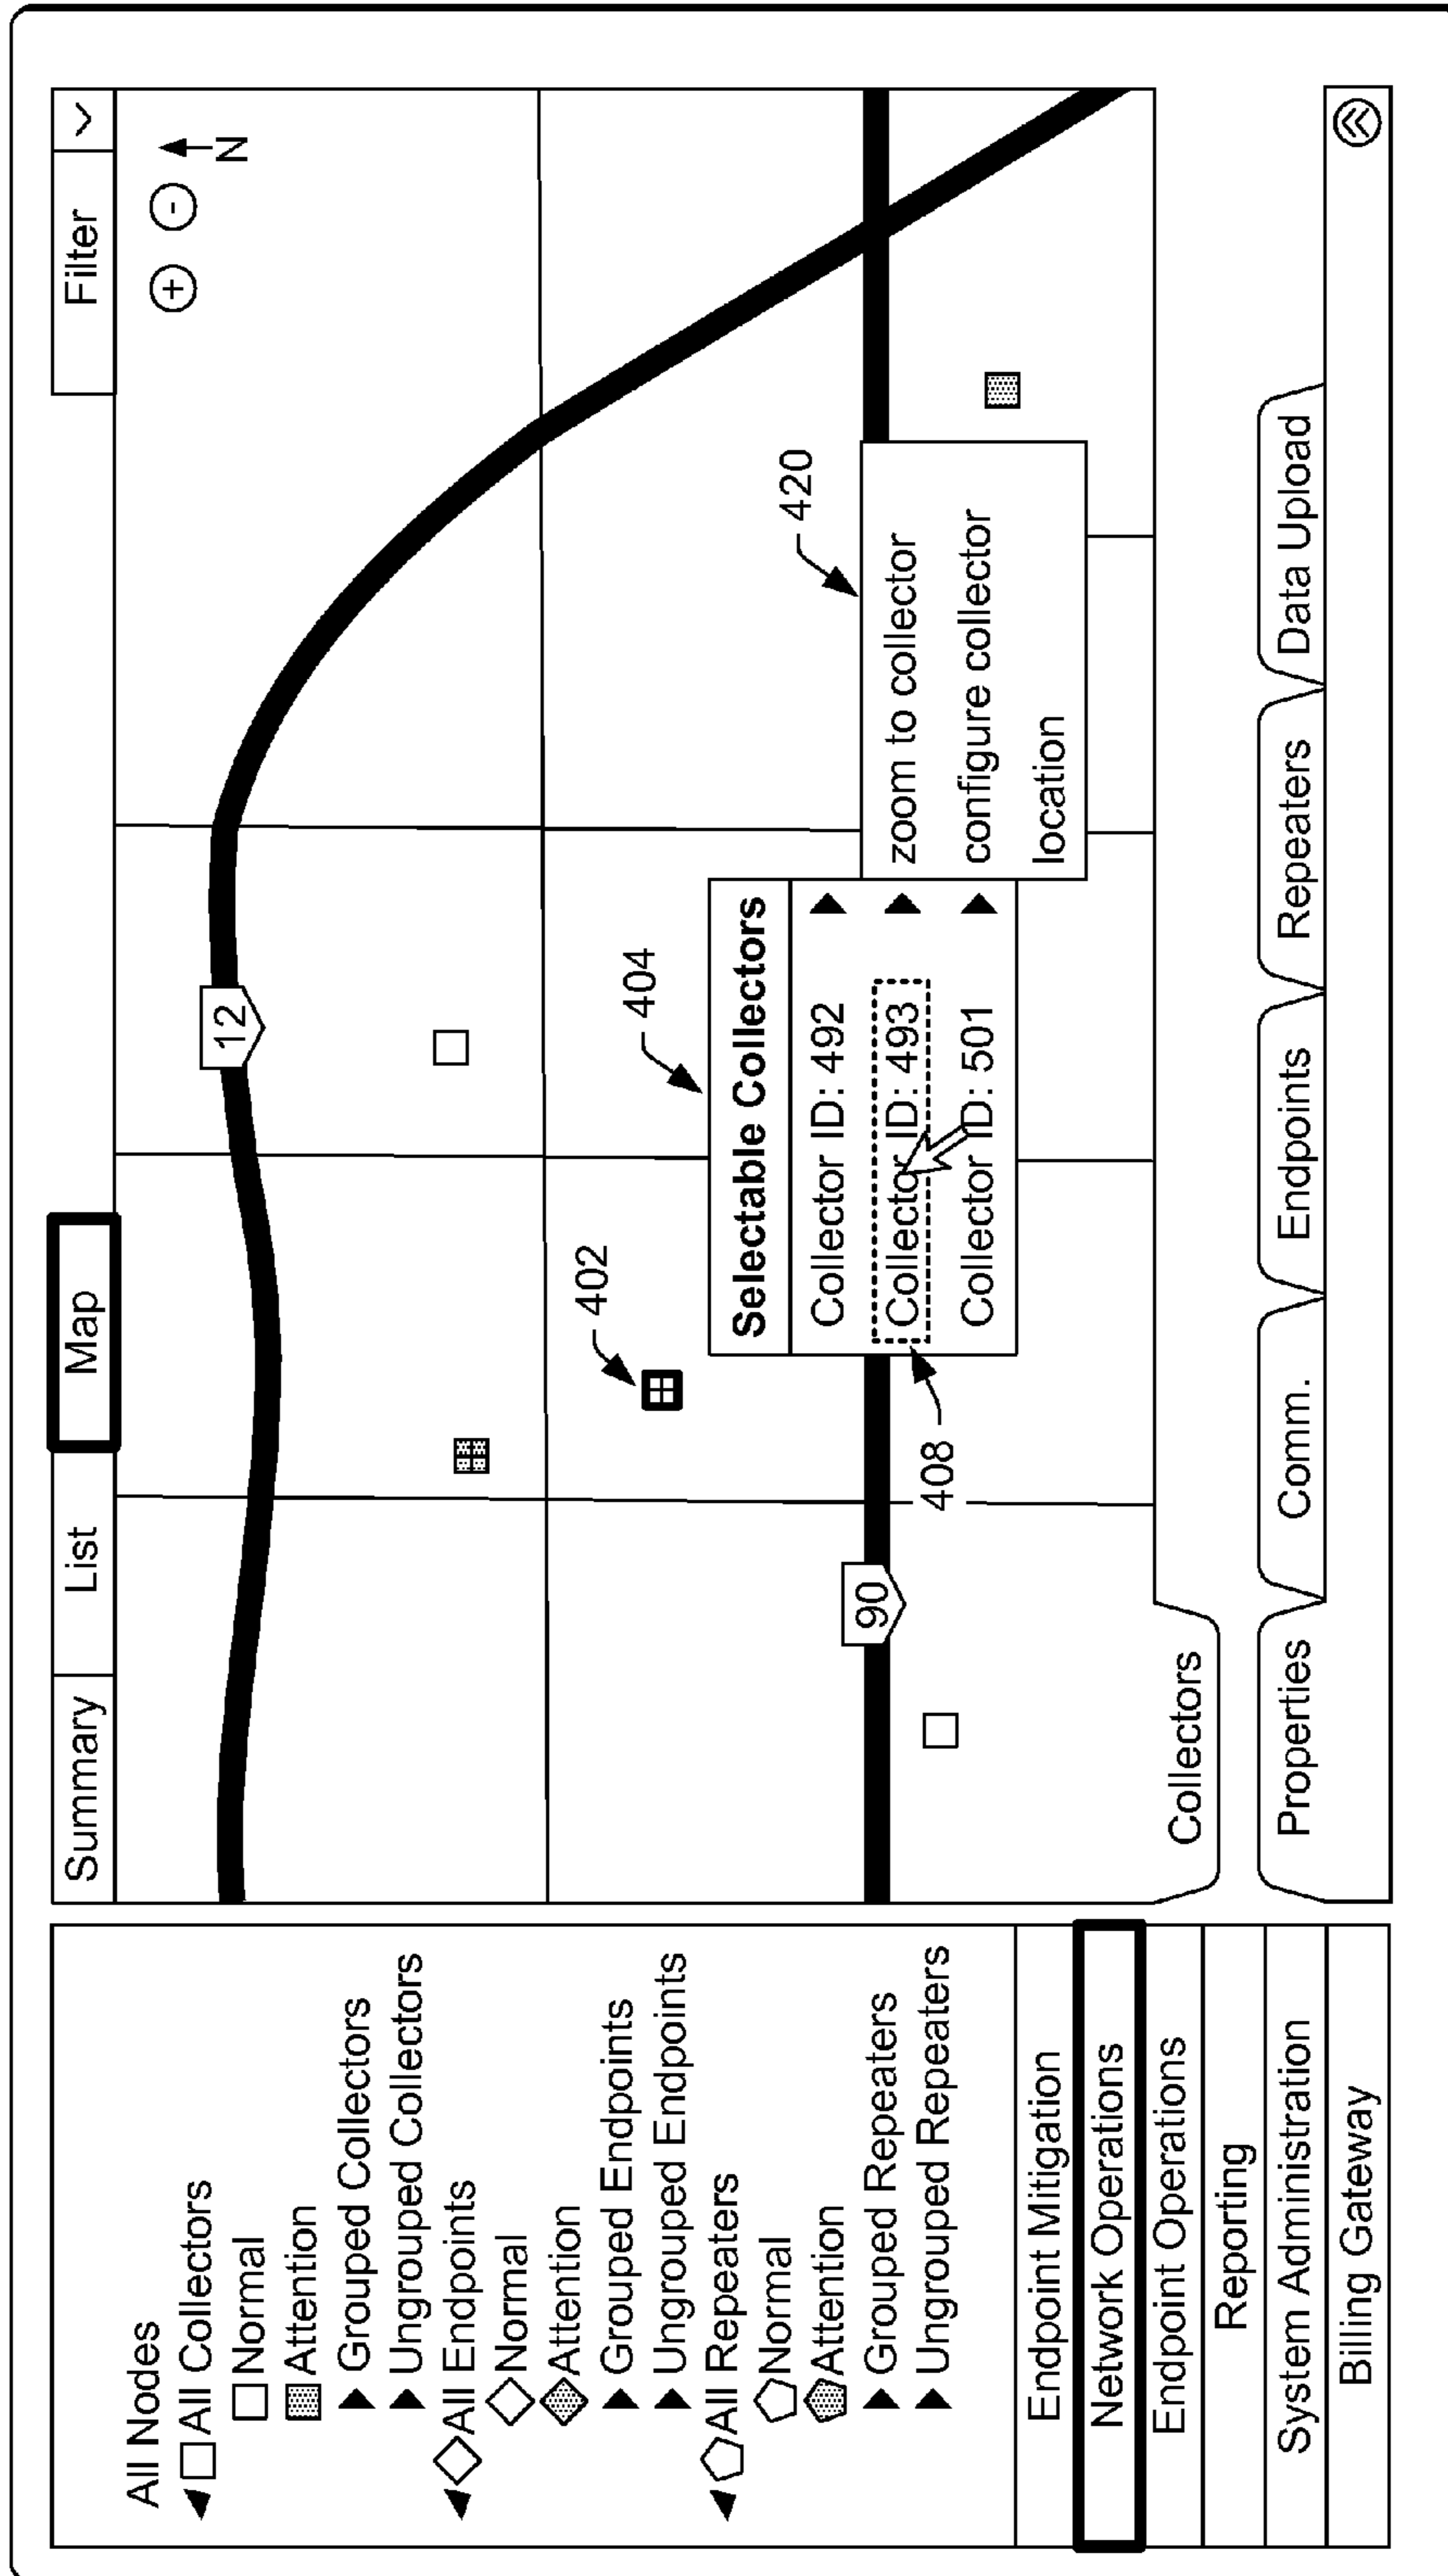 All Nodes
All Collectors
Normal
Attention
Grouped Collectors
Ungrouped Collectors
All Endpoints
Normal
Attention
Grouped Endpoints
Ungrouped Endpoints
All Repeaters
Normal
Attention
Grouped Repeaters
Ungrouped Repeaters
Endpoint Mitigation
Network Operations
Endpoint Operations
Reporting
System Administration
Billing Gateway
Summary
List
Map
Filter
+
-
N
12
402
404
420
Selectable Collectors
Collector ID: 492
Collector ID: 493
Collector ID: 501
zoom to collector
configure collector
location
90
408
Collectors
Properties
Comm.
Endpoints
Repeaters
Data Upload